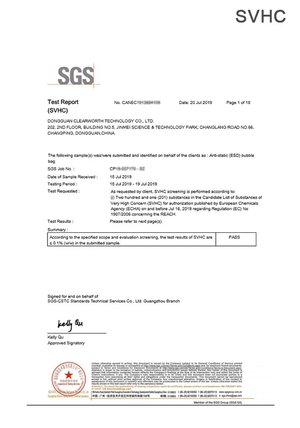 SVHC
SGS
Test Report
No. CANEC
Date: 20 Jul 2019
Page 1 of 18
(SVHC)
DONGGUAN CLEARWORTH TECHNOLOGY CO., LTD.
202, 2ND FLOOR, BUILDING NO.5, JINMEI SCIENCE & TECHNOLOGY PARK, CHANGLANG ROAD NO.66,
CHANGPING, DONGGUAN, CHINA
The following sample(s) was/were submitted and identified on behalf of the clients as : Anti-static (ESD) bubble
bag
SGS Job No. :
Date of Sample Received : 15 Jul 2019
Testing Period : 15 Jul 2019 - 19 Jul 2019
Test Requested : As requested by client, SVHC screening is performed according to:
(i) Two hundred and one (201) substances in the Candidate List of Substances of
Very High Concern (SVHC) for authorization published by European Chemicals
Agency (ECHA) on and before Jul 16, 2019 regarding Regulation (EC) No
1907/2006 concerning the REACH.
Test Results : Please refer to next page(s).
Summary :
According to the specified scope and evaluation screening, the test results of SVHC are
≤ 0.1% (w/w) in the submitted sample.
PASS
Signed for and on behalf of
SGS-CSTC Standards Technical Services Co., Ltd. Guangzhou Branch
Kelly Qu
Kelly Qu
Approved Signatory
Member of the SGS Group (SGS SA)